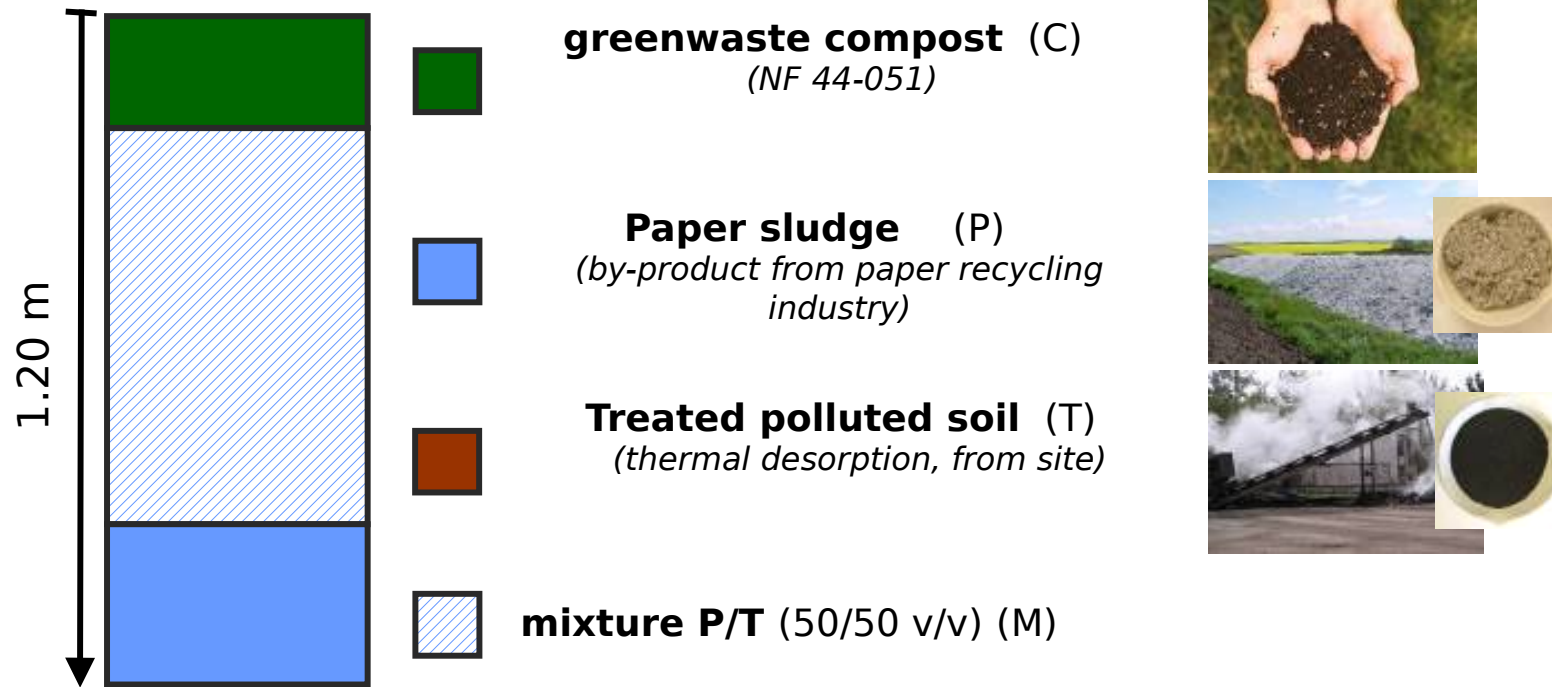 1.20 m
greenwaste compost (C)
(NF 44-051)
Paper sludge (P)
(by-product from paper recycling
industry)
Treated polluted soil (T)
(thermal desorption, from site)
mixture P/T (50/50 v/v) (M)